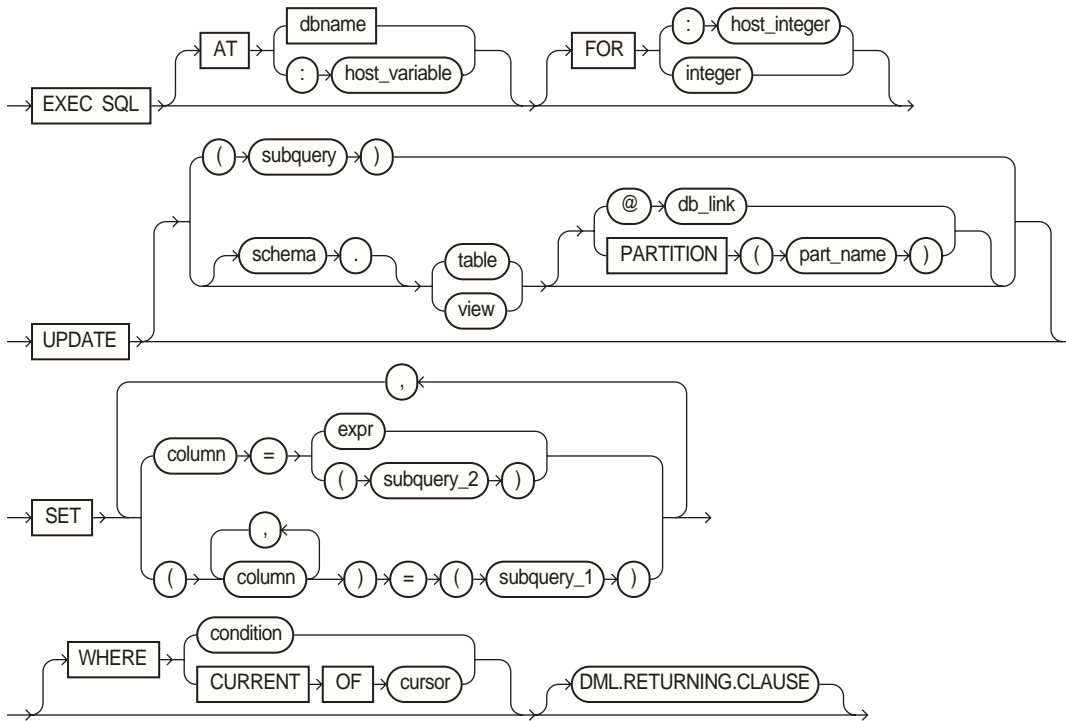 dbname
AT
: host_variable
FOR
: host_integer
integer
EXEC SQL
( subquery )
schema .
table
view
@ db_link
PARTITION ( part_name )
UPDATE
,
column =
expr
( subquery_2 )
SET
,
( column ) = ( subquery_1 )
WHERE
condition
CURRENT OF cursor
DML.RETURNING.CLAUSE